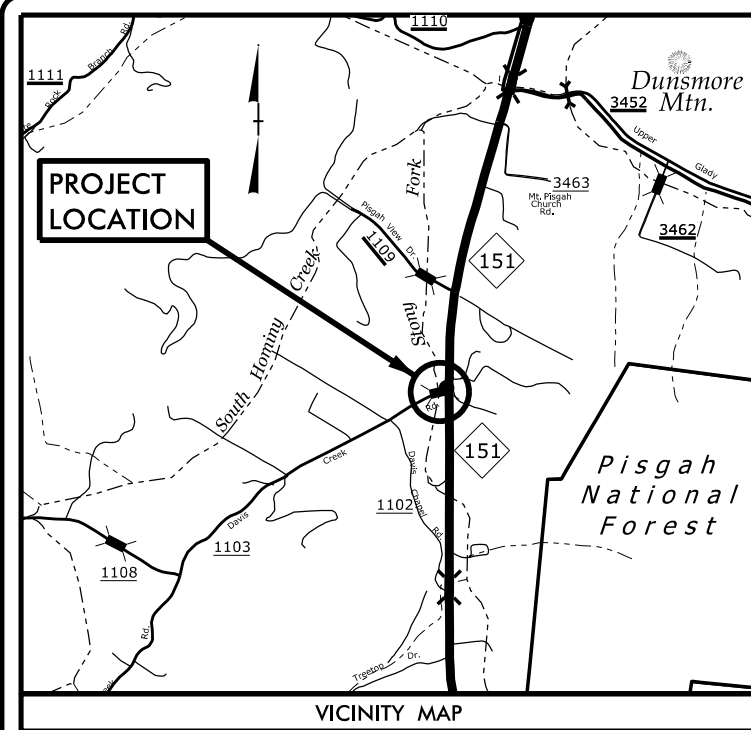 1110
Rd.
Branch
Rock
1111
Dunsmore
Mtn.
3452
Upper
Glady
PROJECT
LOCATION
Fork
3463
Mt. Pisgah
Church
Rd.
Pisgah View Dr.
1109
3462
151
South Hominy Creek
Stony
Rd.
151
Creek
Davis
Chapel
Rd.
Pisgah
National
Forest
1102
Davis
1103
1108
Rd.
Treetop Dr.
VICINITY MAP